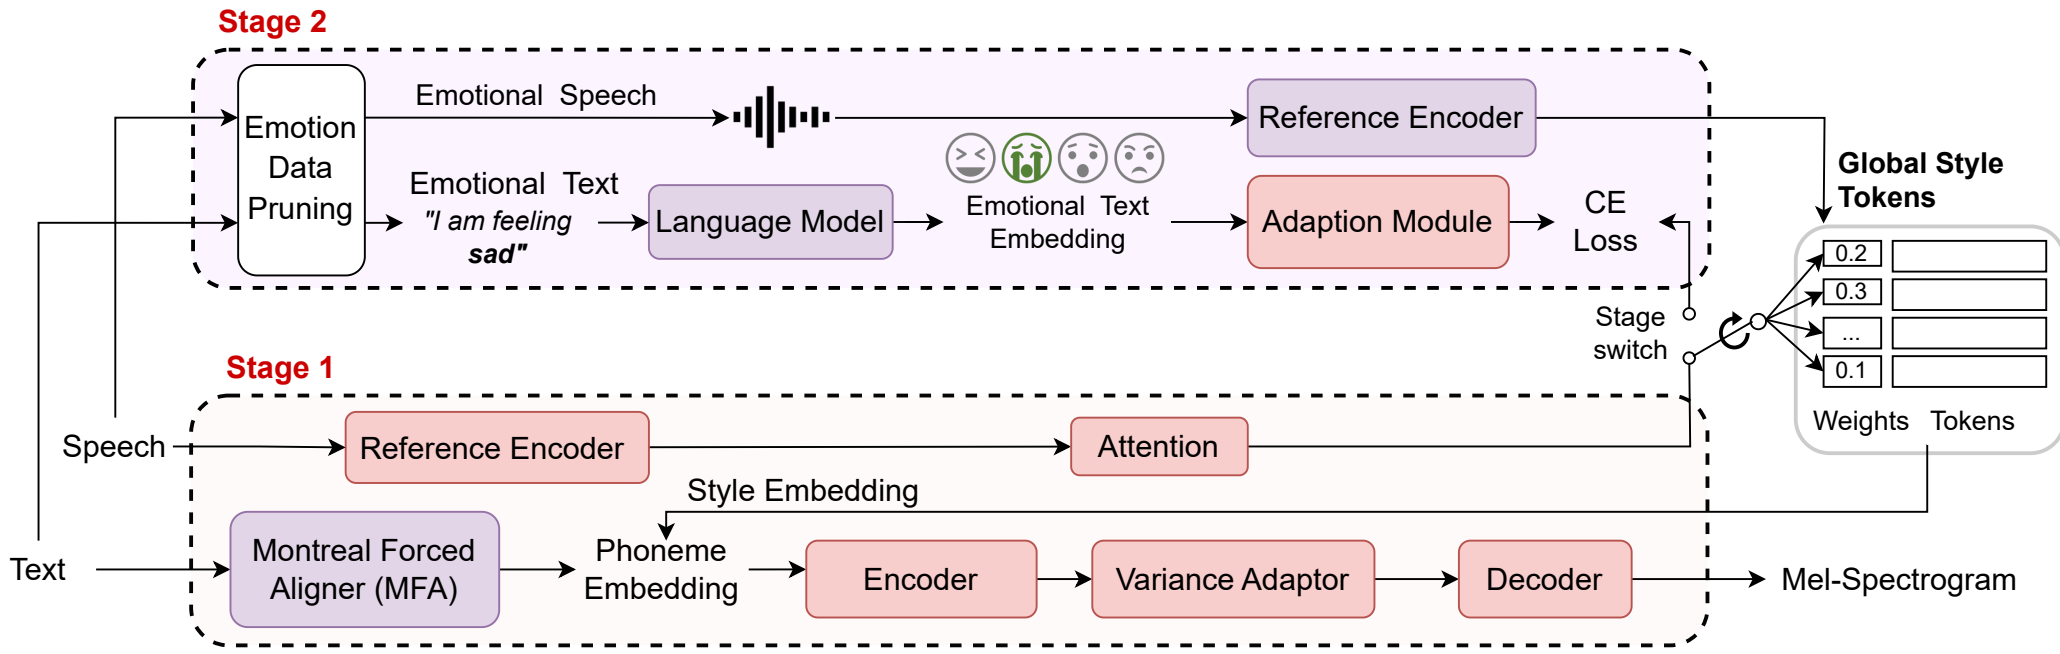 Stage 2
Emotion
Data
Pruning
Emotional Speech
Emotional Text
"I am feeling
sad"
Language Model
Emotional Text
Embedding
Reference Encoder
Adaption Module
CE
Loss
Global Style
Tokens
0.2
0.3
...
0.1
Weights Tokens
Stage
switch
Stage 1
Speech
Reference Encoder
Attention
Style Embedding
Text
Montreal Forced
Aligner (MFA)
Phoneme
Embedding
Encoder
Variance Adaptor
Decoder
Mel-Spectrogram